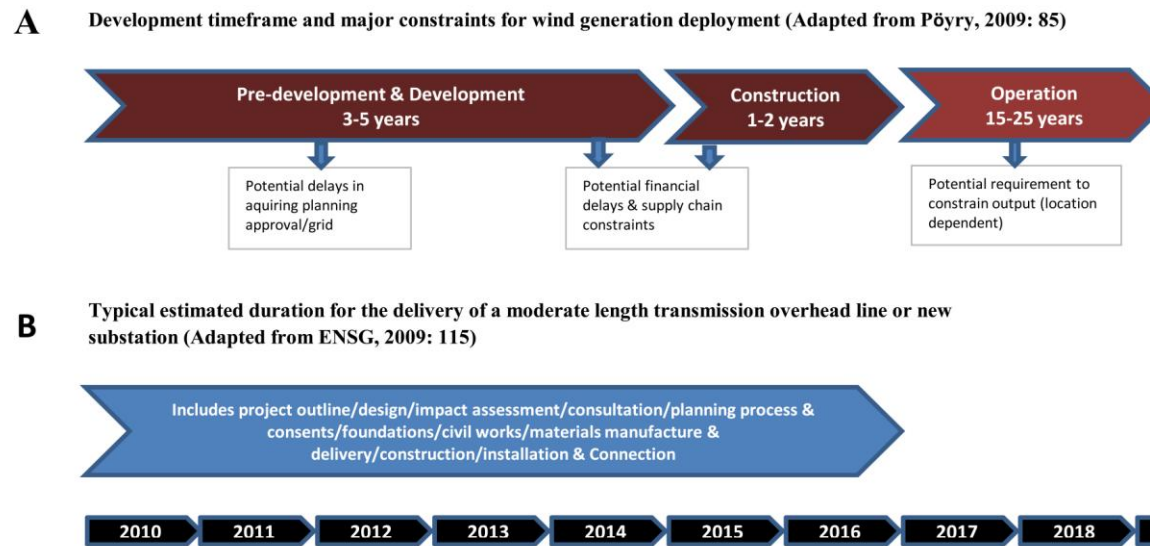 A
Development timeframe and major constraints for wind generation deployment (Adapted from Pöyry, 2009: 85)
Pre-development & Development
3-5 years
Construction
1-2 years
Operation
15-25 years
Potential delays in
aquiring planning
approval/grid
Potential financial
delays & supply chain
constraints
Potential requirement to
constrain output (location
dependent)
B
Typical estimated duration for the delivery of a moderate length transmission overhead line or new
substation (Adapted from ENSG, 2009: 115)
Includes project outline/design/impact assessment/consultation/planning process &
consents/foundations/civil works/materials manufacture &
delivery/construction/installation & Connection
2010 2011 2012 2013 2014 2015 2016 2017 2018